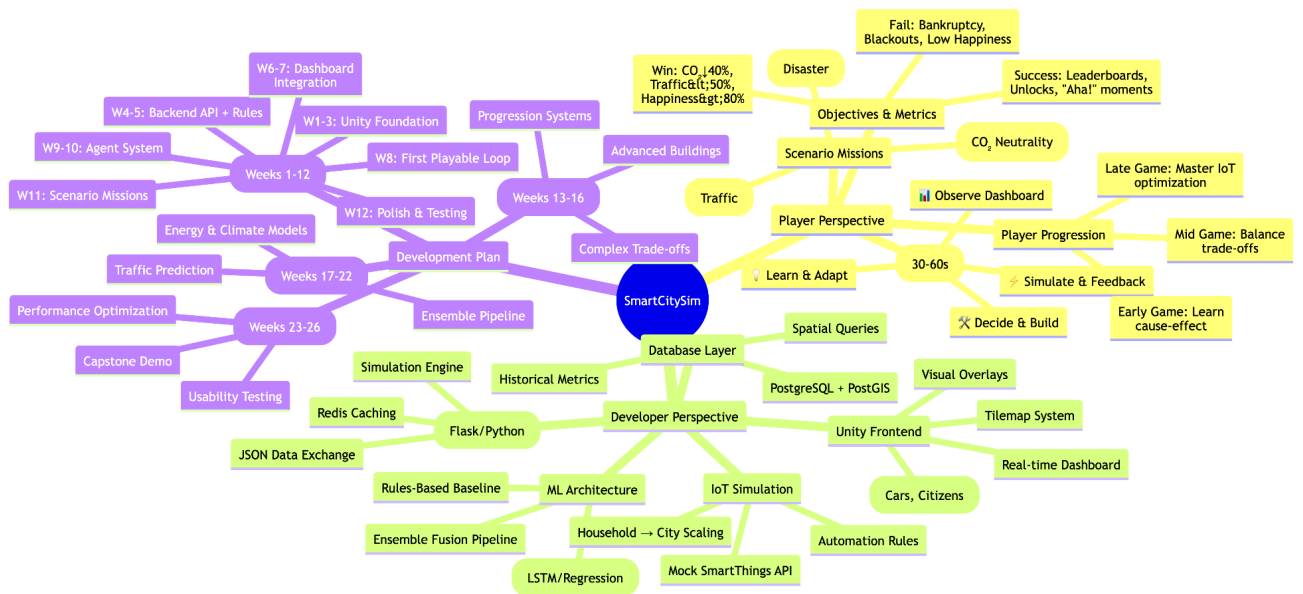 SmartCitySim
Development Plan
Weeks 1-12
W6-7: Dashboard
Integration
W4-5: Backend API + Rules
W1-3: Unity Foundation
W9-10: Agent System
W8: First Playable Loop
W11: Scenario Missions
W12: Polish & Testing
Weeks 13-16
Progression Systems
Advanced Buildings
Complex Trade-offs
Weeks 17-22
Energy & Climate Models
Traffic Prediction
Ensemble Pipeline
Weeks 23-26
Performance Optimization
Capstone Demo
Usability Testing
Player Perspective
Objectives & Metrics
Win: CO₂↓40%,
Traffic&lt;50%,
Happiness&gt;80%
Fail: Bankruptcy,
Blackouts, Low Happiness
Success: Leaderboards,
Unlocks, "Aha!" moments
Scenario Missions
Disaster
CO₂ Neutrality
Traffic
Player Progression
Late Game: Master IoT
optimization
Mid Game: Balance
trade-offs
Early Game: Learn
cause-effect
30-60s
📊 Observe Dashboard
⚡ Simulate & Feedback
🛠 Decide & Build
💡 Learn & Adapt
Developer Perspective
Database Layer
Spatial Queries
Historical Metrics
PostgreSQL + PostGIS
Flask/Python
Simulation Engine
Redis Caching
JSON Data Exchange
Unity Frontend
Visual Overlays
Tilemap System
Real-time Dashboard
Cars, Citizens
ML Architecture
Rules-Based Baseline
Ensemble Fusion Pipeline
LSTM/Regression
IoT Simulation
Household → City Scaling
Mock SmartThings API
Automation Rules